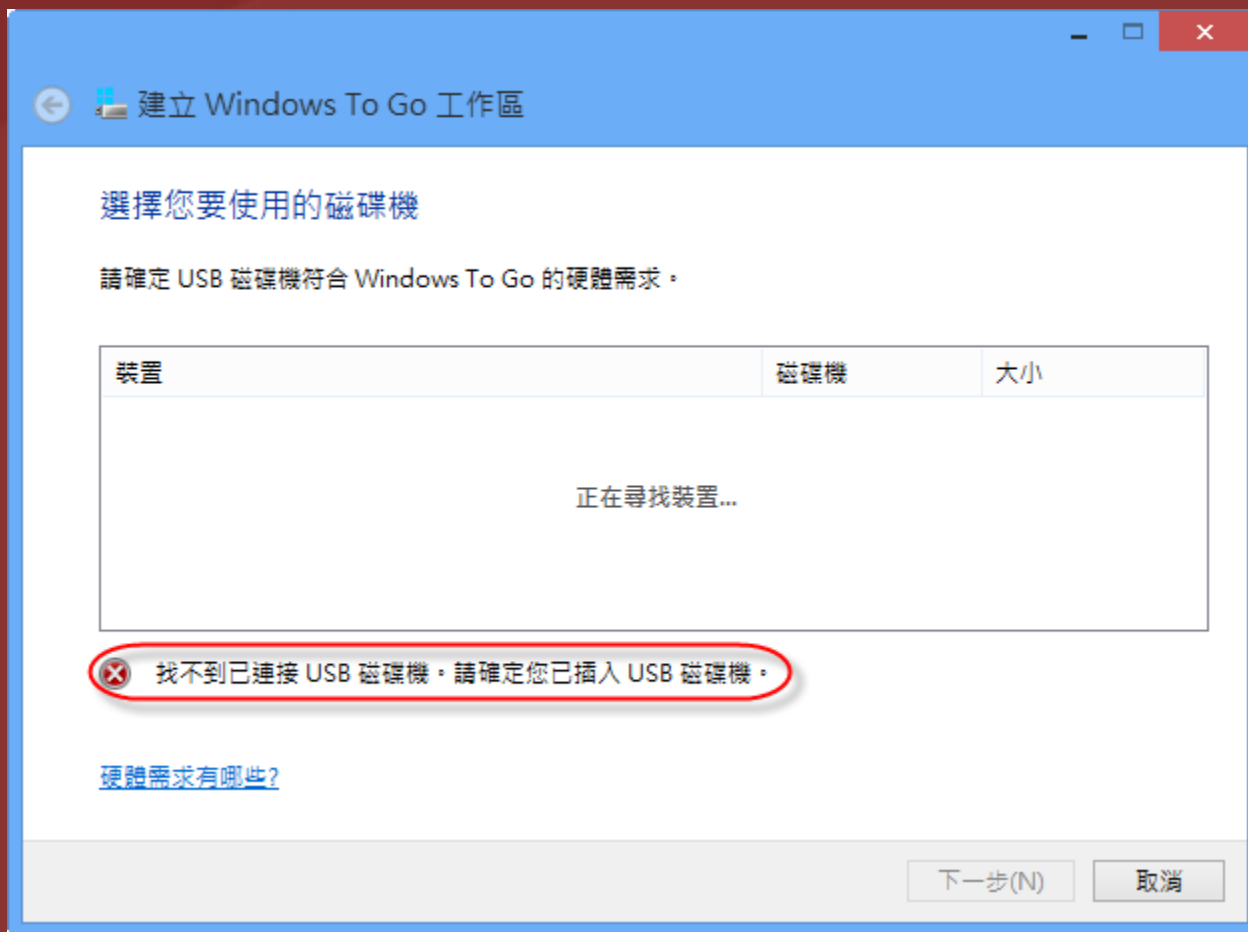 建立 Windows To Go 工作區
選擇您要使用的磁碟機
請確定 USB 磁碟機符合 Windows To Go 的硬體需求。
裝置 磁碟機 大小
正在尋找裝置...
找不到已連接 USB 磁碟機。請確定您已插入 USB 磁碟機。
硬體需求有哪些?
下一步(N) 取消